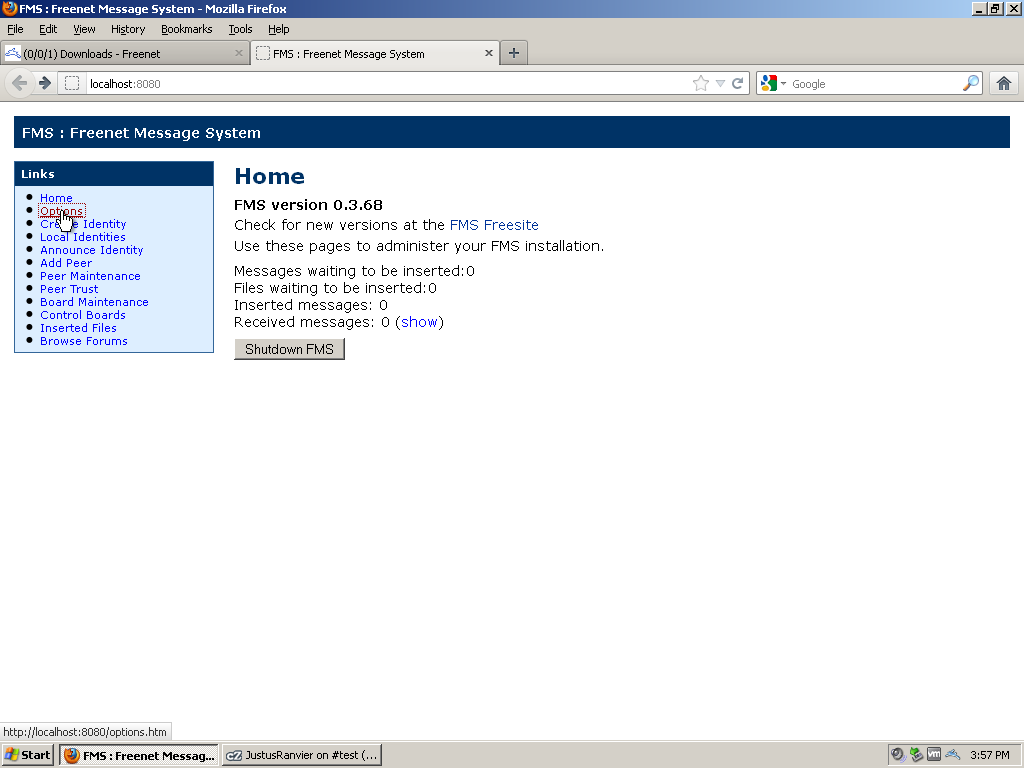 FMS : Freenet Message System - Mozilla Firefox
File Edit View History Bookmarks Tools Help
(0/0/1) Downloads - Freenet
FMS : Freenet Message System
localhost:8080
Google
FMS : Freenet Message System
Links
Home
Options
Create Identity
Local Identities
Announce Identity
Add Peer
Peer Maintenance
Peer Trust
Board Maintenance
Control Boards
Inserted Files
Browse Forums
Home
FMS version 0.3.68
Check for new versions at the FMS Freesite
Use these pages to administer your FMS installation.
Messages waiting to be inserted:0
Files waiting to be inserted:0
Inserted messages: 0
Received messages: 0 (show)
Shutdown FMS
http://localhost:8080/options.htm
Start
FMS : Freenet Messag...
JustusRanvier on #test (...
3:57 PM